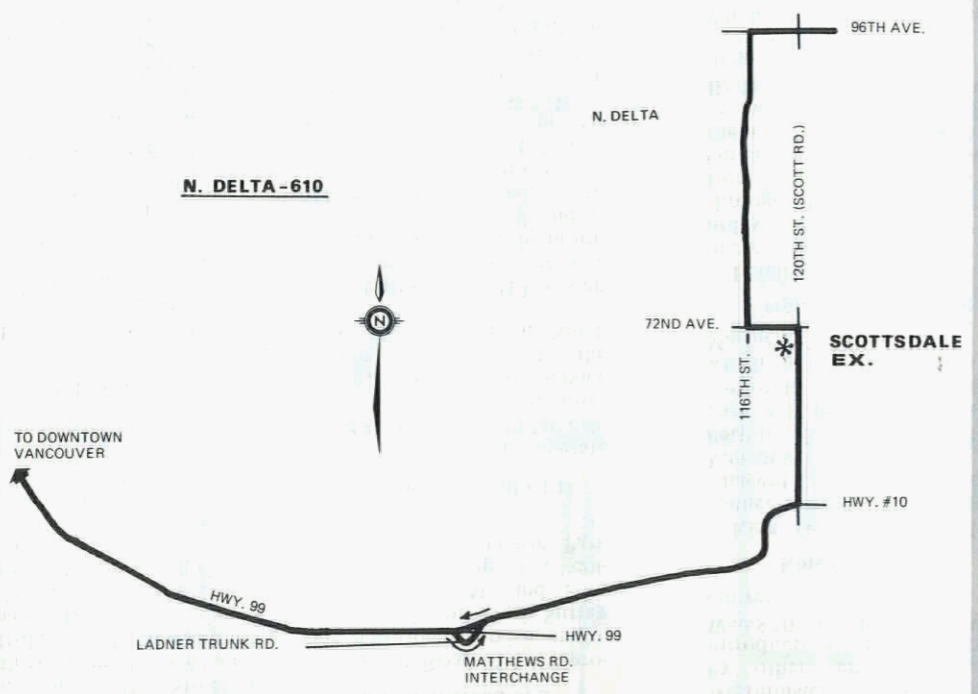 96TH AVE.
N. DELTA
N. DELTA-610
120TH ST. (SCOTT RD.)
N
72ND AVE.
SCOTTSDALE
EX.
116TH ST.
TO DOWNTOWN
VANCOUVER
HWY. #10
HWY. 99
LADNER TRUNK RD.
HWY. 99
MATTHEWS RD.
INTERCHANGE